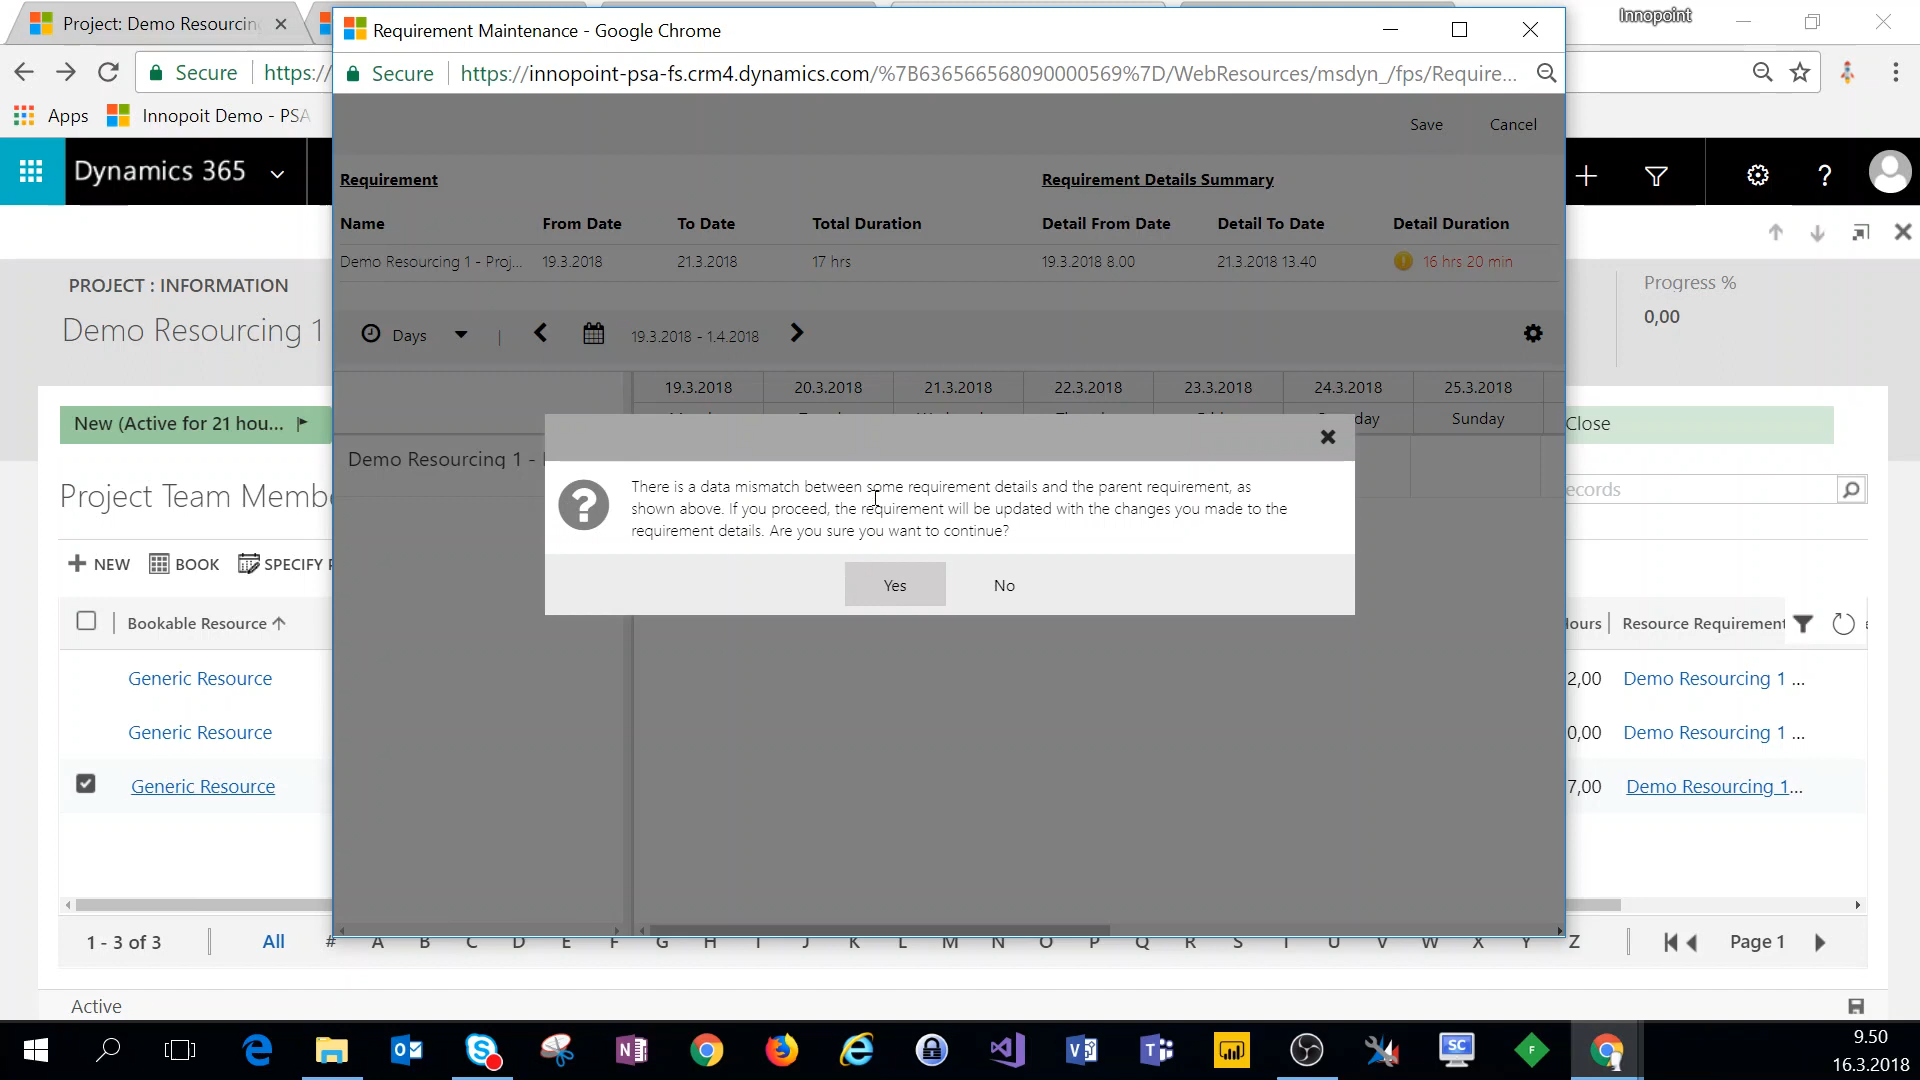 Project: Demo Resourcing
Requirement Maintenance - Google Chrome
Innopoint
Secure
https:/
Secure
https://innopoint-psa-fs.crm4.dynamics.com/%7B636566568090000569%7D/WebResources/msdyn_/fps/Require...
Apps
Innopoit Demo - PSA
Save
Cancel
Dynamics 365
?
Requirement
Requirement Details Summary
Name
From Date
To Date
Total Duration
Detail From Date
Detail To Date
Detail Duration
Demo Resourcing 1 - Proj...
19.3.2018
21.3.2018
17 hrs
19.3.2018 8.00
21.3.2018 13.40
16 hrs 20 min
PROJECT : INFORMATION
Demo Resourcing 1
Progress %
0,00
Days
19.3.2018 - 1.4.2018
19.3.2018
20.3.2018
21.3.2018
22.3.2018
23.3.2018
24.3.2018
25.3.2018
Sunday
New (Active for 21 hou...
Close
Demo Resourcing 1 -
There is a data mismatch between some requirement details and the parent requirement, as
shown above. If you proceed, the requirement will be updated with the changes you made to the
requirement details. Are you sure you want to continue?
Yes
No
Project Team Membe
ecords
NEW
BOOK
SPECIFY
Bookable Resource
Hours
Resource Requirement
Generic Resource
2,00
Demo Resourcing 1 ...
Generic Resource
0,00
Demo Resourcing 1 ...
Generic Resource
7,00
Demo Resourcing 1...
1 - 3 of 3
All
# A B C D E F G H I J K L M N O P Q R S T U V W X Y Z
Page 1
Active
9.50
16.3.2018